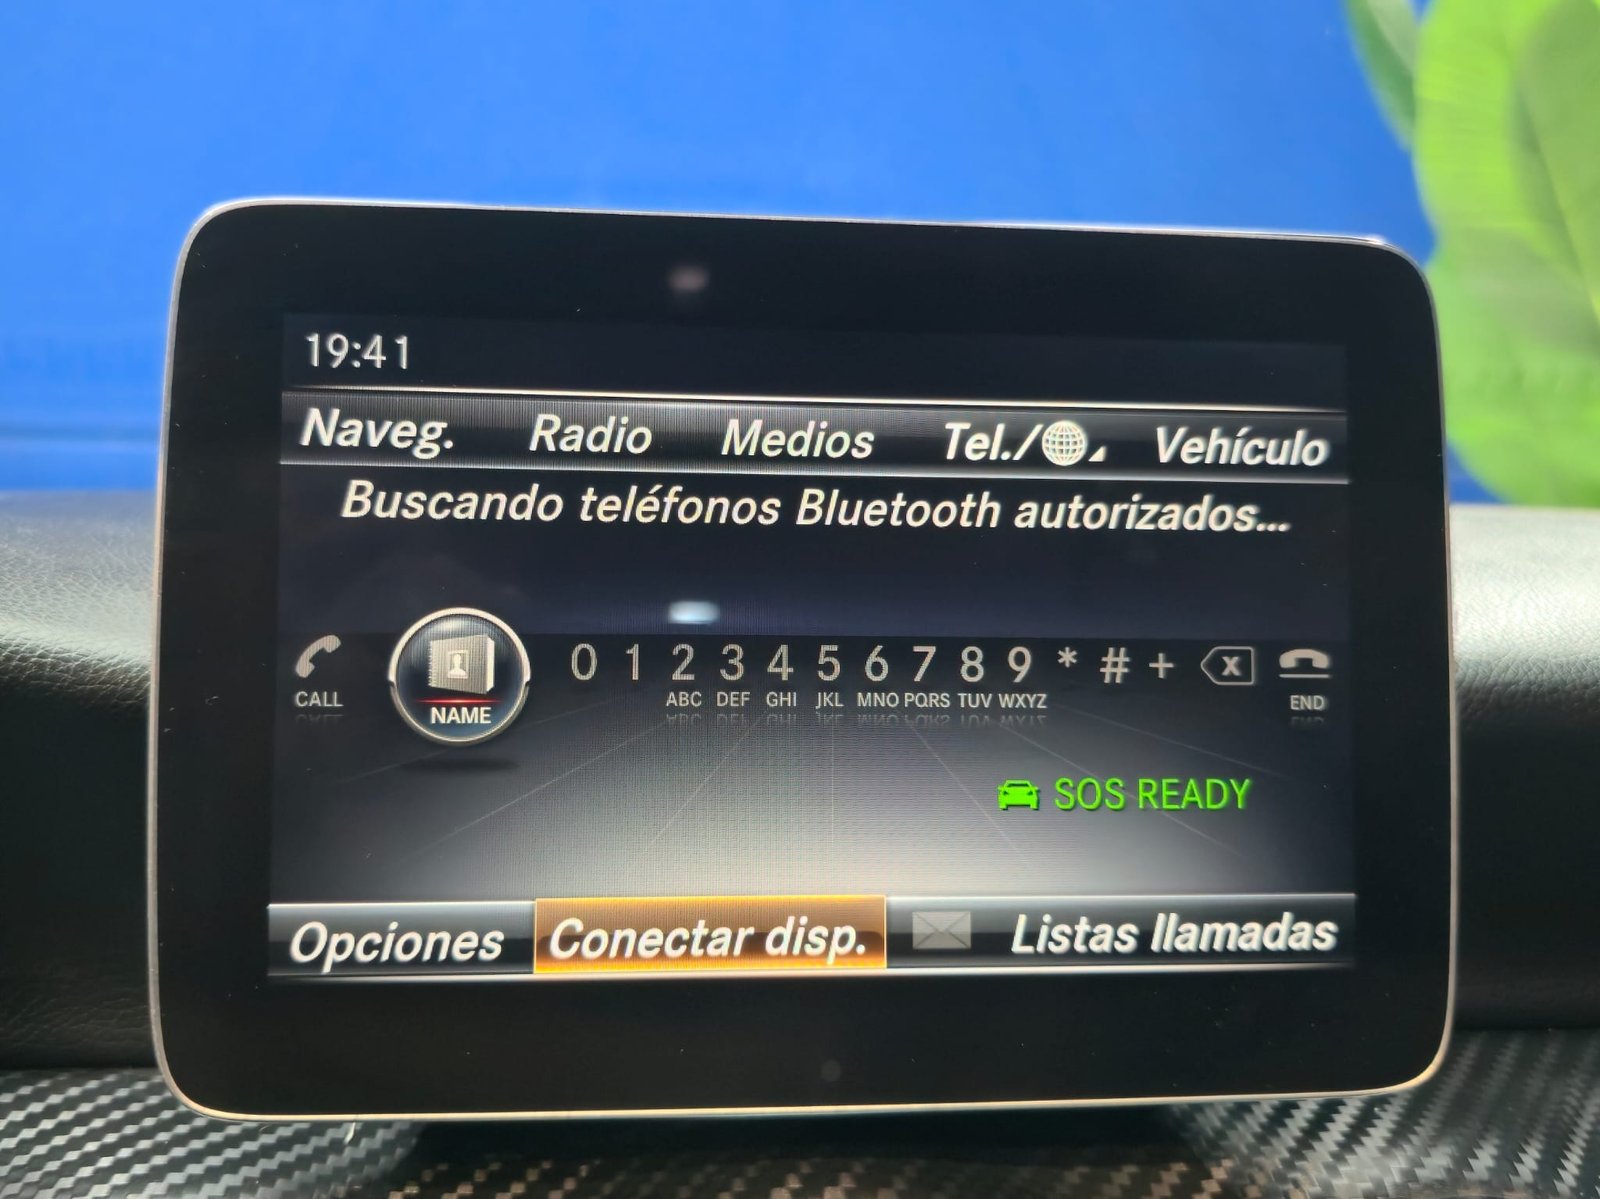 19:41
Naveg. Radio Medios Tel./ Vehículo
Buscando teléfonos Bluetooth autorizados...
0 1 2 3 4 5 6 7 8 9 * # + x
CALL NAME ABC DEF GHI JKL MNO PQRS TUV WXYZ END
SOS READY
Opciones Conectar disp. Listas llamadas